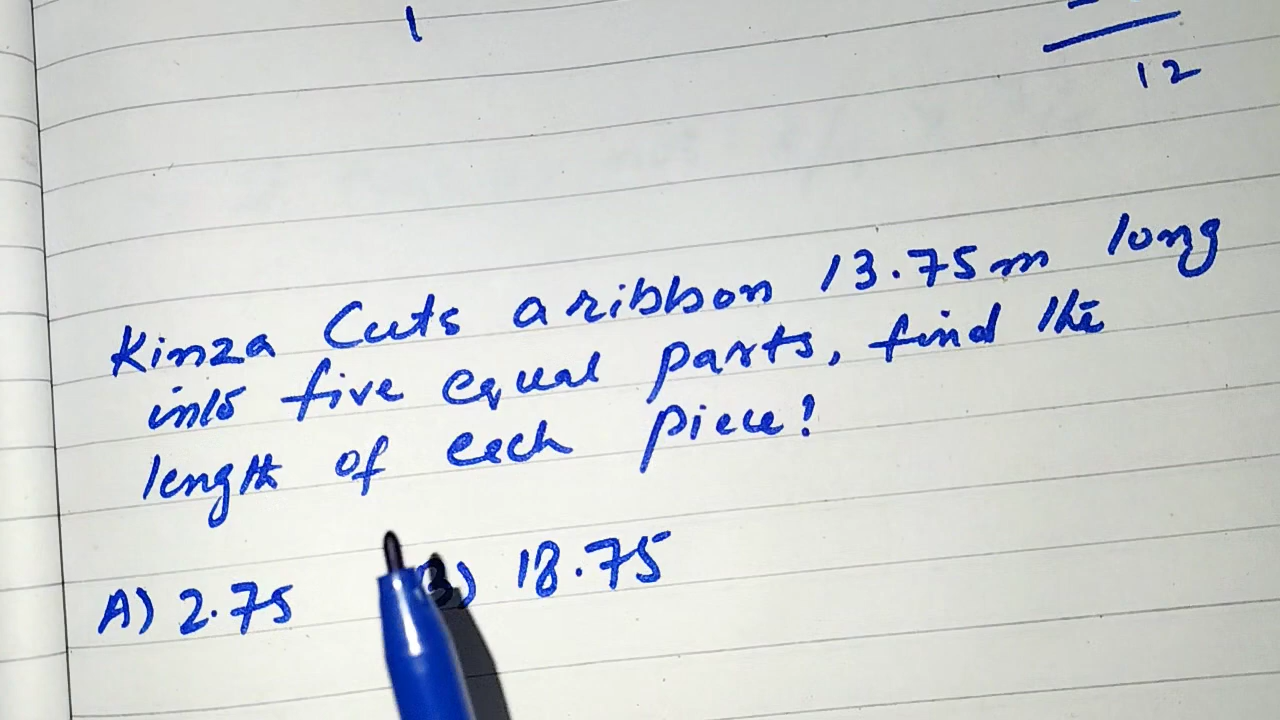 1
12
Kinza Cuts a ribbon 13.75m long
into five equal parts, find the
length of each piece?
A) 2.75 B) 18.75